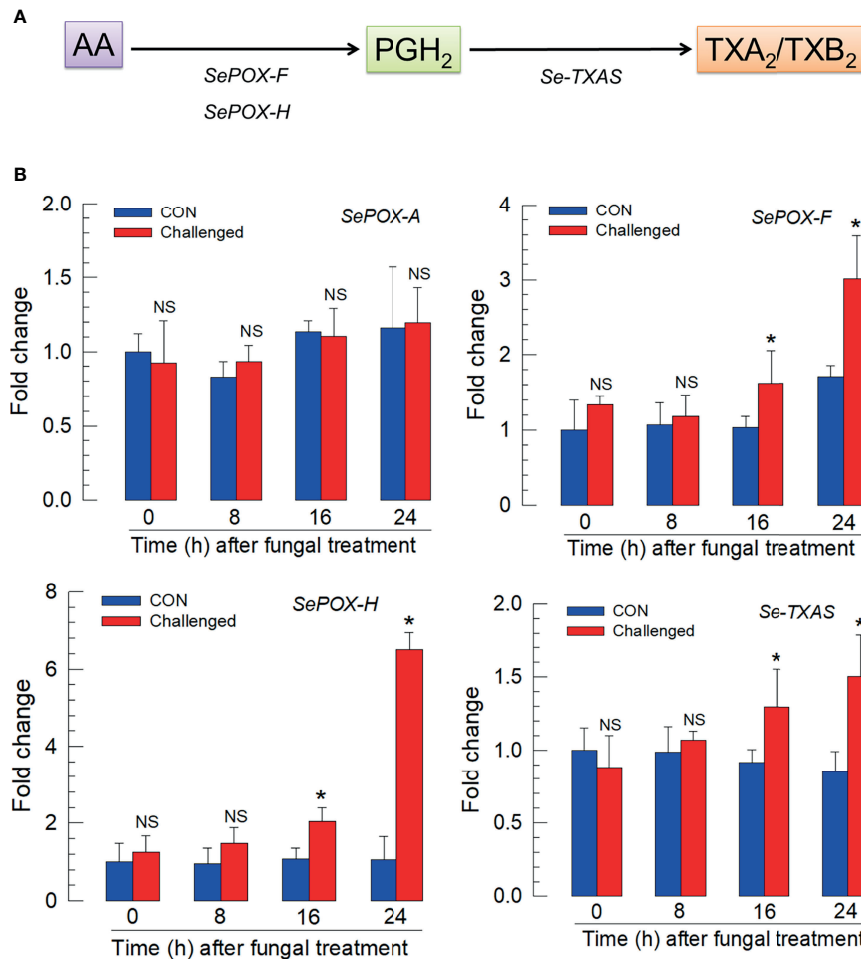 A
AA
PGH₂
TXA₂/TXB₂
SePOX-F
SePOX-H
Se-TXAS
B
2.0
1.5
1.0
0.5
0.0
Fold change
CON
Challenged
SePOX-A
NS
NS
NS
NS
0 8 16 24
Time (h) after fungal treatment
4
3
2
1
0
Fold change
CON
Challenged
SePOX-F
NS
NS
*
*
0 8 16 24
Time (h) after fungal treatment
8
6
4
2
0
Fold change
CON
Challenged
SePOX-H
NS
NS
*
*
0 8 16 24
Time (h) after fungal treatment
2.0
1.5
1.0
0.5
0.0
Fold change
CON
Challenged
Se-TXAS
NS
NS
*
*
0 8 16 24
Time (h) after fungal treatment